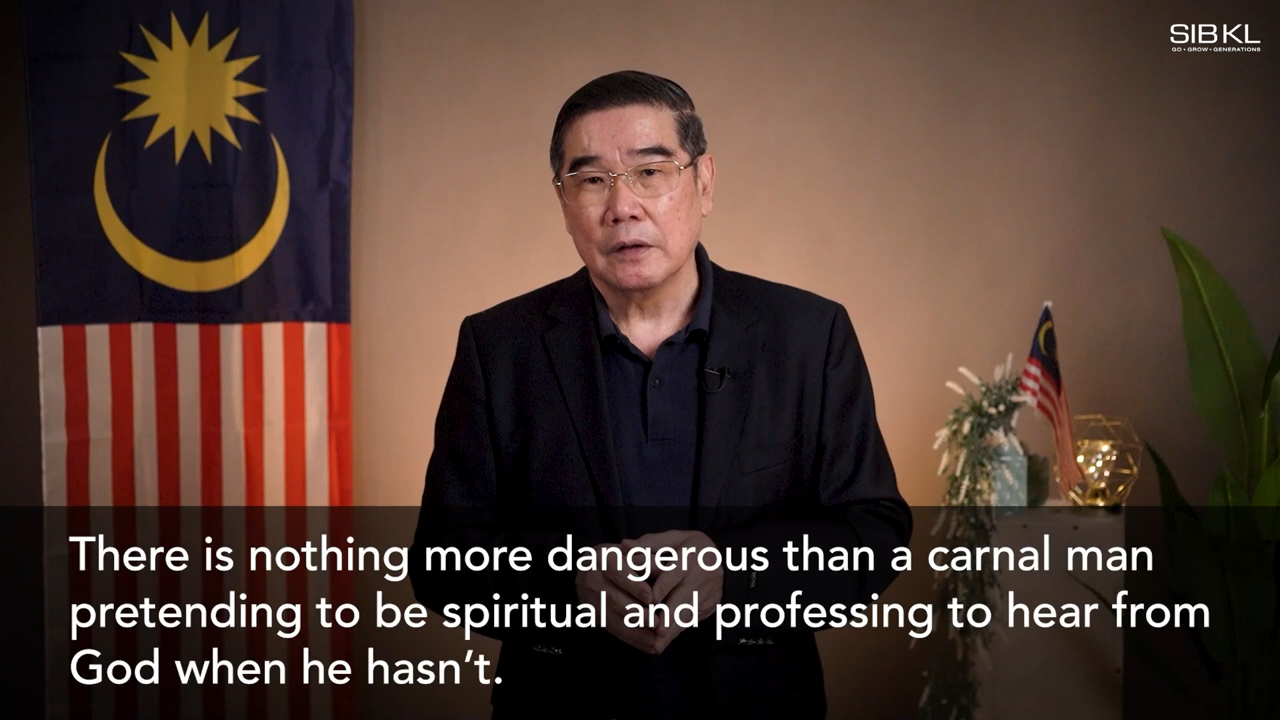 SIBKL
GO • GROW • GENERATIONS
There is nothing more dangerous than a carnal man
pretending to be spiritual and professing to hear from
God when he hasn’t.